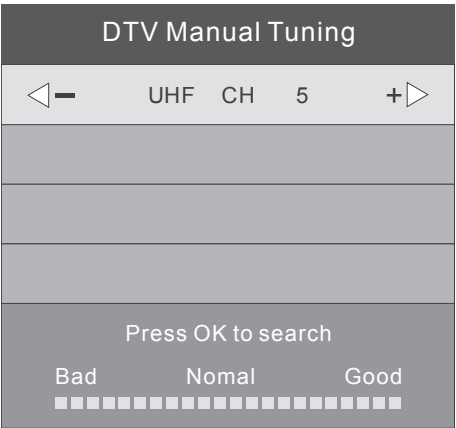 DTV Manual Tuning
− UHF CH 5 +
Press OK to search
Bad Nomal Good